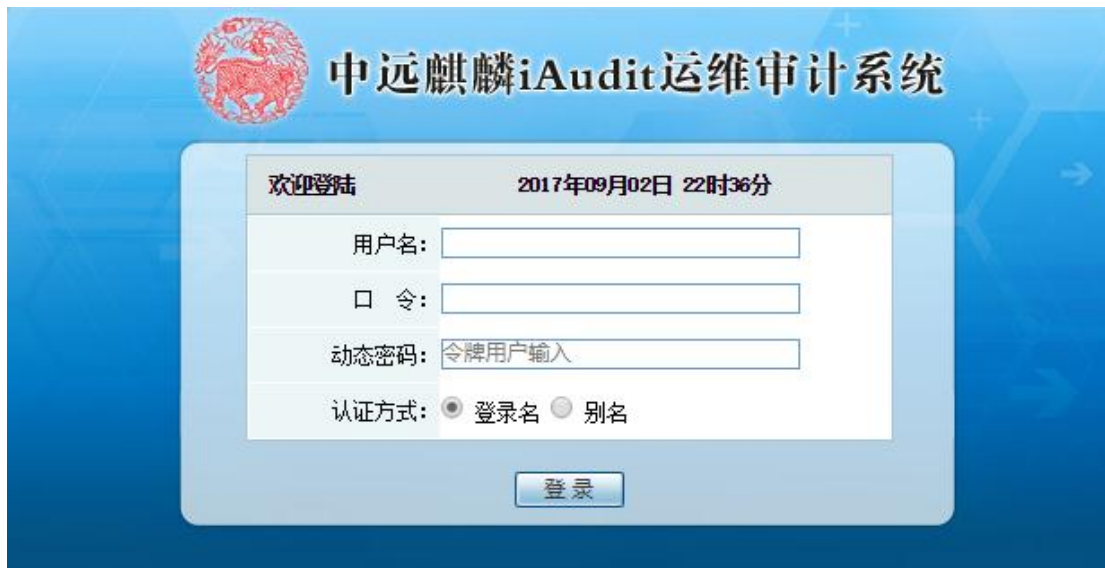 中远麒麟iAudit运维审计系统
欢迎登陆 2017年09月02日 22时36分
用户名：
口 令：
动态密码： 令牌用户输入
认证方式： 登录名 别名
登 录